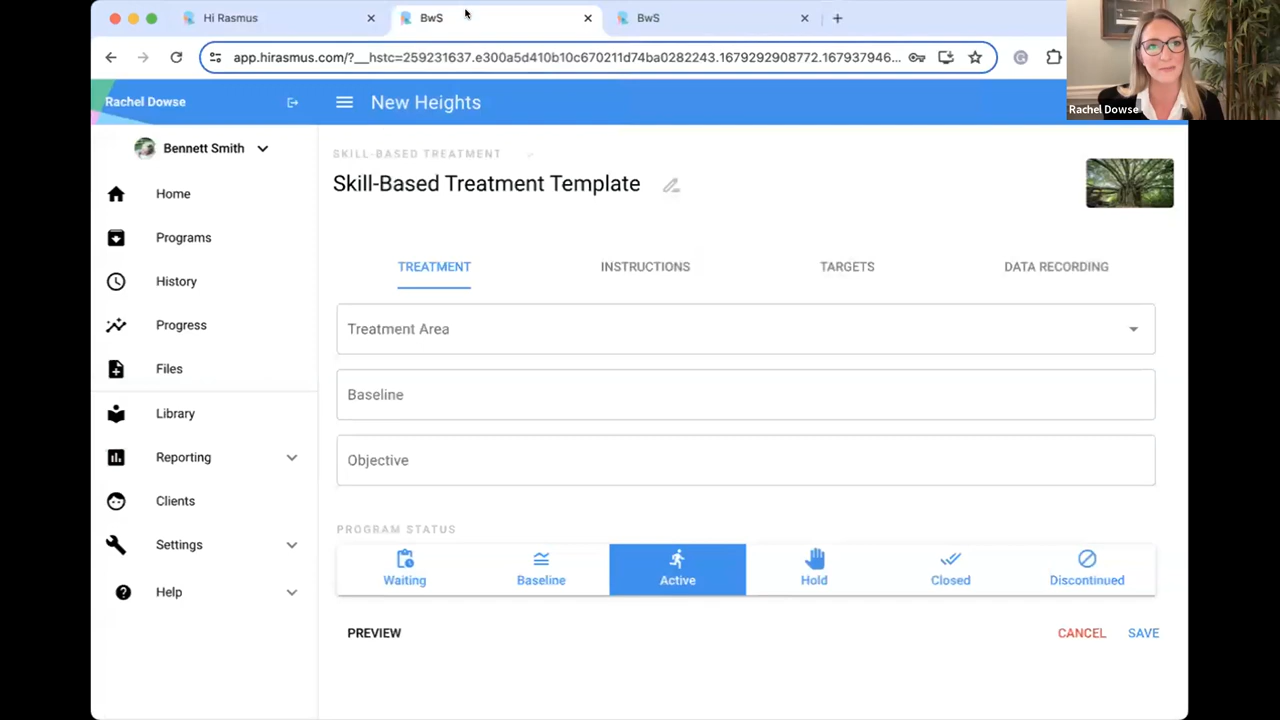 Hi Rasmus
BwS
BwS
app.hirasmus.com/?__hstc=259231637.e300a5d410b10c670211d74ba0282243.1679292908772.167937946...
Rachel Dowse
New Heights
Rachel Dowse
Bennett Smith
Home
Programs
History
Progress
Files
Library
Reporting
Clients
Settings
Help
SKILL-BASED TREATMENT
Skill-Based Treatment Template
TREATMENT
INSTRUCTIONS
TARGETS
DATA RECORDING
Treatment Area
Baseline
Objective
PROGRAM STATUS
Waiting
Baseline
Active
Hold
Closed
Discontinued
PREVIEW
CANCEL
SAVE